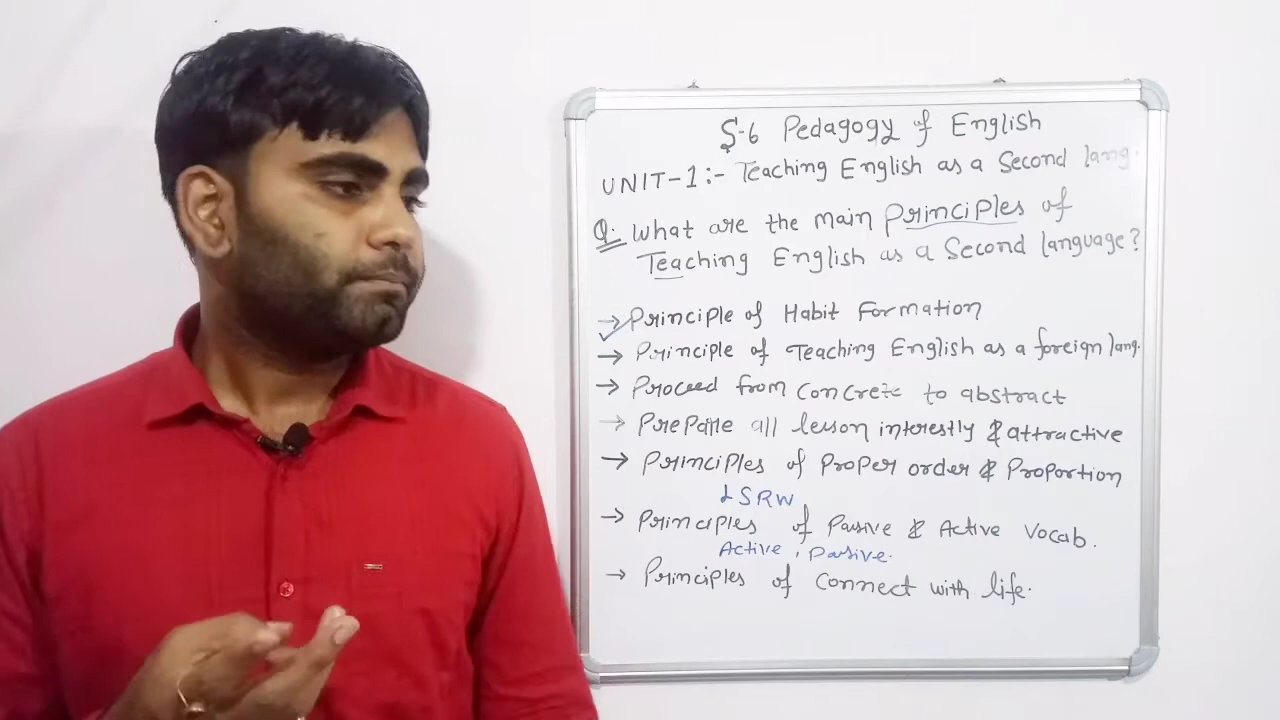 S-6 Pedagogy of English
UNIT-1:- Teaching English as a Second lang.
Q. What are the main Principles of
Teaching English as a Second language?
→ Principle of Habit Formation
→ Principle of Teaching English as a foreign lang.
→ Proceed from concrete to abstract
→ Prepare all lesson interestly & attractive
→ Principles of Proper order & Proportion
LSRW
→ Principles of Passive & Active Vocab.
Active, Passive.
→ Principles of Connect with life.